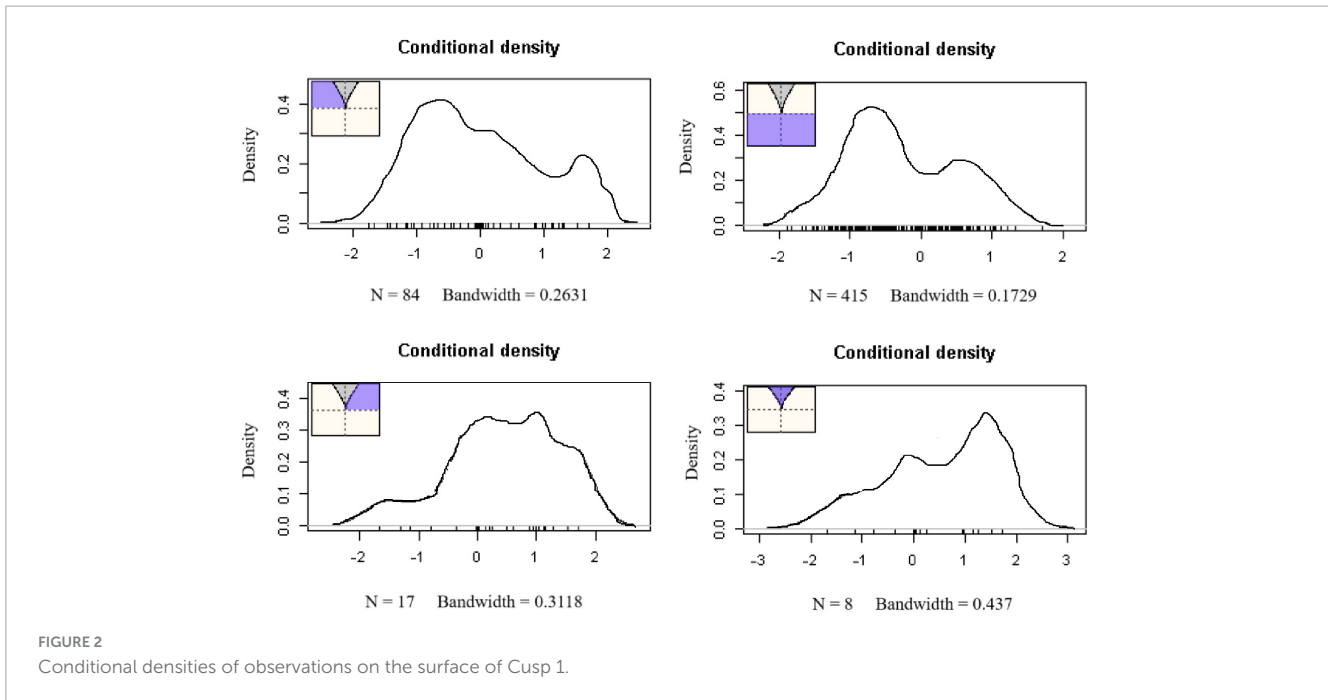 Conditional density
Density
0.0 0.2 0.4
-2 -1 0 1 2
N = 84 Bandwidth = 0.2631
Conditional density
Density
0.0 0.2 0.4 0.6
-2 -1 0 1 2
N = 415 Bandwidth = 0.1729
Conditional density
Density
0.0 0.1 0.2 0.3 0.4
-2 -1 0 1 2
N = 17 Bandwidth = 0.3118
Conditional density
Density
0.0 0.1 0.2 0.3 0.4
-3 -2 -1 0 1 2 3
N = 8 Bandwidth = 0.437
FIGURE 2
Conditional densities of observations on the surface of Cusp 1.